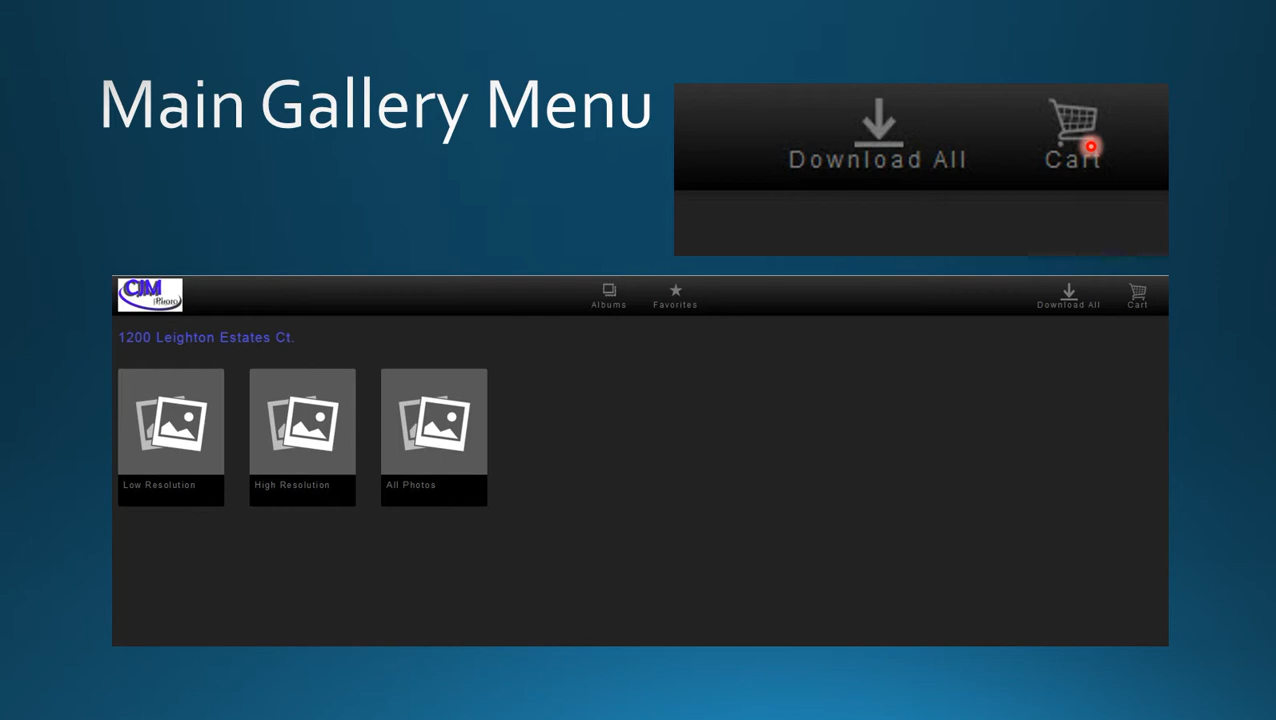 Main Gallery Menu
Download All
Cart
CJM
Photo
Albums
Favorites
Download All
Cart
1200 Leighton Estates Ct.
Low Resolution
High Resolution
All Photos